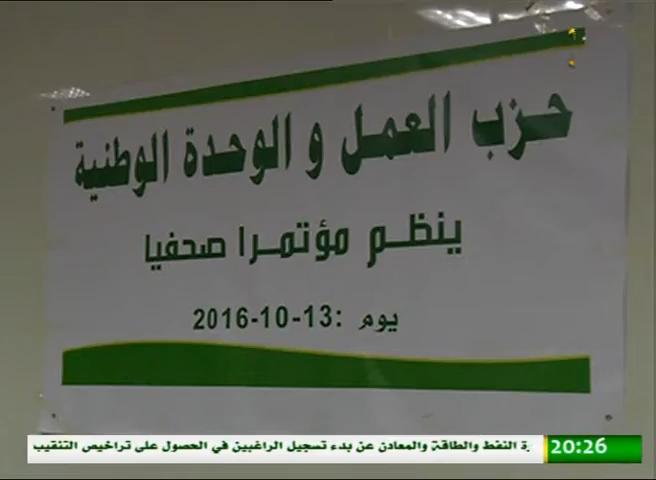 حزب العمل و الوحدة الوطنية
ينظم مؤتمرا صحفيا
يوم :13-10-2016
النفط والطاقة والمعادن عن بدء تسجيل الراغبين في الحصول على تراخيص التنقيب
20:26